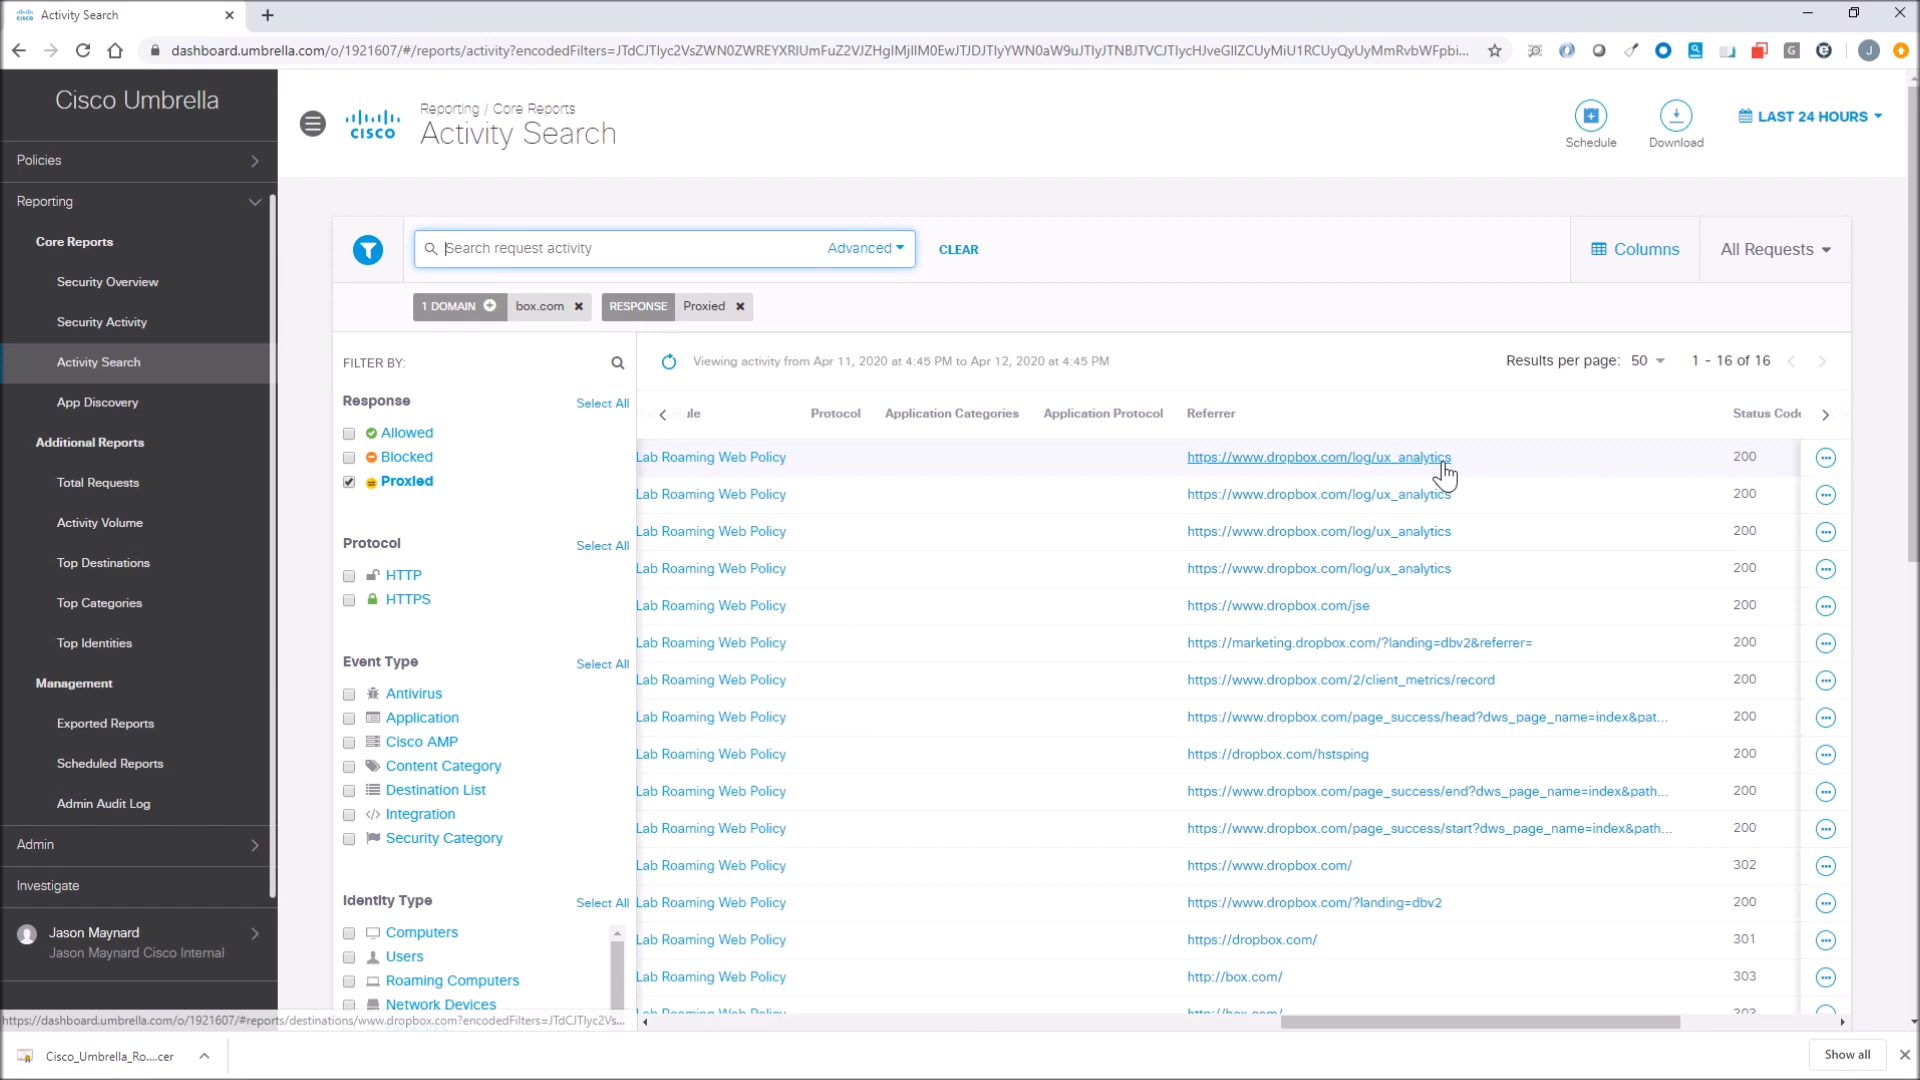 Activity Search
dashboard.umbrella.com/o/1921607/#/reports/activity?encodedFilters=JTdCJTIyc2VsZWN0ZWREYXRlUmFuZ2VJZHglMjIlM0EwJTJDJTIyYWN0aW9uJTIyJTNBJTVCJTIycHJveGllZCUyMiU1RCUyQyUyMmRvbWFpbi...
J
Cisco Umbrella
Policies
Reporting
Core Reports
Security Overview
Security Activity
Activity Search
App Discovery
Additional Reports
Total Requests
Activity Volume
Top Destinations
Top Categories
Top Identities
Management
Exported Reports
Scheduled Reports
Admin Audit Log
Admin
Investigate
Jason Maynard
Jason Maynard Cisco Internal
CISCO
Reporting / Core Reports
Activity Search
Schedule
Download
LAST 24 HOURS
Search request activity
Advanced
CLEAR
Columns
All Requests
1 DOMAIN box.com RESPONSE Proxied
FILTER BY:
Response Select All
Allowed
Blocked
Proxied
Protocol Select All
HTTP
HTTPS
Event Type Select All
Antivirus
Application
Cisco AMP
Content Category
Destination List
Integration
Security Category
Identity Type Select All
Computers
Users
Roaming Computers
Network Devices
Viewing activity from Apr 11, 2020 at 4:45 PM to Apr 12, 2020 at 4:45 PM
Results per page: 50 1 - 16 of 16
Protocol Application Categories Application Protocol Referrer Status Code
Lab Roaming Web Policy https://www.dropbox.com/log/ux_analytics 200
Lab Roaming Web Policy https://www.dropbox.com/log/ux_analytics 200
Lab Roaming Web Policy https://www.dropbox.com/log/ux_analytics 200
Lab Roaming Web Policy https://www.dropbox.com/log/ux_analytics 200
Lab Roaming Web Policy https://www.dropbox.com/jse 200
Lab Roaming Web Policy https://marketing.dropbox.com/?landing=dbv2&referrer= 200
Lab Roaming Web Policy https://www.dropbox.com/2/client_metrics/record 200
Lab Roaming Web Policy https://www.dropbox.com/page_success/head?dws_page_name=index&pat... 200
Lab Roaming Web Policy https://dropbox.com/hstsping 200
Lab Roaming Web Policy https://www.dropbox.com/page_success/end?dws_page_name=index&path... 200
Lab Roaming Web Policy https://www.dropbox.com/page_success/start?dws_page_name=index&path... 200
Lab Roaming Web Policy https://www.dropbox.com/ 302
Lab Roaming Web Policy https://www.dropbox.com/?landing=dbv2 200
Lab Roaming Web Policy https://dropbox.com/ 301
Lab Roaming Web Policy http://box.com/ 303
Lab Roaming Web Policy http://box.com/
https://dashboard.umbrella.com/o/1921607/#reports/destinations/www.dropbox.com?encodedFilters=JTdCJTIyc2Vs...
Cisco_Umbrella_Ro....cer
Show all